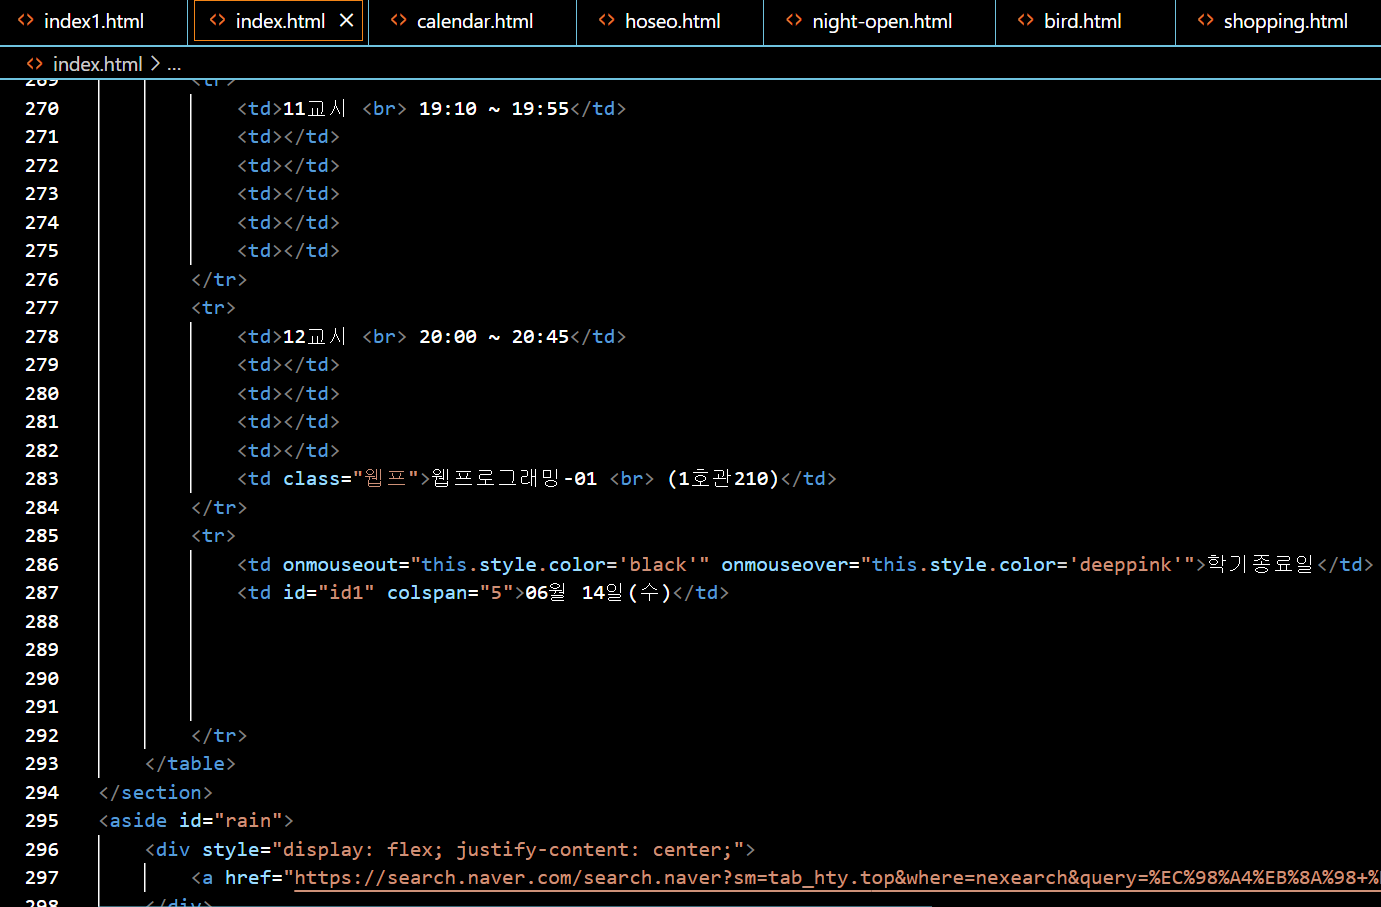 index1.html index.html calendar.html hoseo.html night-open.html bird.html shopping.html
index.html > ...
269 <tr>
270 <td>11교시 <br> 19:10 ~ 19:55</td>
271 <td></td>
272 <td></td>
273 <td></td>
274 <td></td>
275 <td></td>
276 </tr>
277 <tr>
278 <td>12교시 <br> 20:00 ~ 20:45</td>
279 <td></td>
280 <td></td>
281 <td></td>
282 <td></td>
283 <td class="웹프">웹프로그래밍-01 <br> (1호관210)</td>
284 </tr>
285 <tr>
286 <td onmouseout="this.style.color='black'" onmouseover="this.style.color='deeppink'">학기종료일</td>
287 <td id="id1" colspan="5">06월 14일(수)</td>
288
289
290
291
292 </tr>
293 </table>
294 </section>
295 <aside id="rain">
296 <div style="display: flex; justify-content: center;">
297 <a href="https://search.naver.com/search.naver?sm=tab_hty.top&where=nexearch&query=%EC%98%A4%EB%8A%98+%
298 </div>